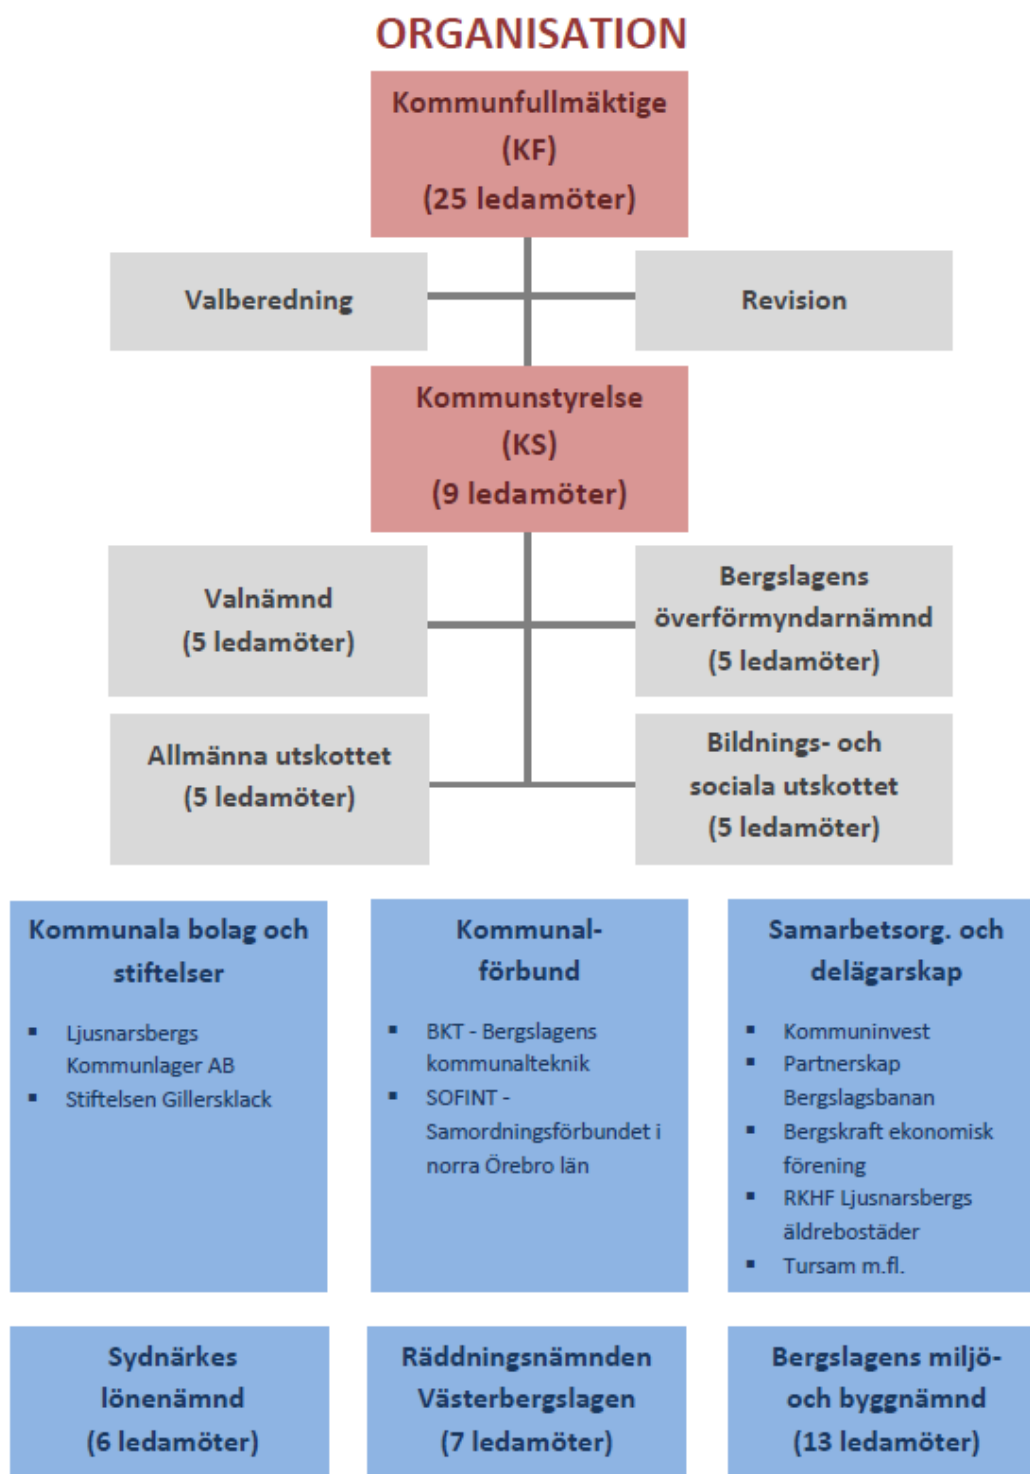 ORGANISATION
Kommunfullmäktige
(KF)
(25 ledamöter)
Valberedning
Revision
Kommunstyrelse
(KS)
(9 ledamöter)
Valnämnd
(5 ledamöter)
Bergslagens
överförmyndarnämnd
(5 ledamöter)
Allmänna utskottet
(5 ledamöter)
Bildnings- och
sociala utskottet
(5 ledamöter)
Kommunala bolag och
stiftelser
▪ Ljusnarsbergs
Kommunlager AB
▪ Stiftelsen Gillersklack
Kommunal-
förbund
▪ BKT - Bergslagens
kommunalteknik
▪ SOFINT -
Samordningsförbundet i
norra Örebro län
Samarbetsorg. och
delägarskap
▪ Kommuninvest
▪ Partnerskap
Bergslagsbanan
▪ Bergskraft ekonomisk
förening
▪ RKHF Ljusnarsbergs
äldrebostäder
▪ Tursam m.fl.
Sydnärkes
lönenämnd
(6 ledamöter)
Räddningsnämnden
Västerbergslagen
(7 ledamöter)
Bergslagens miljö-
och byggnämnd
(13 ledamöter)